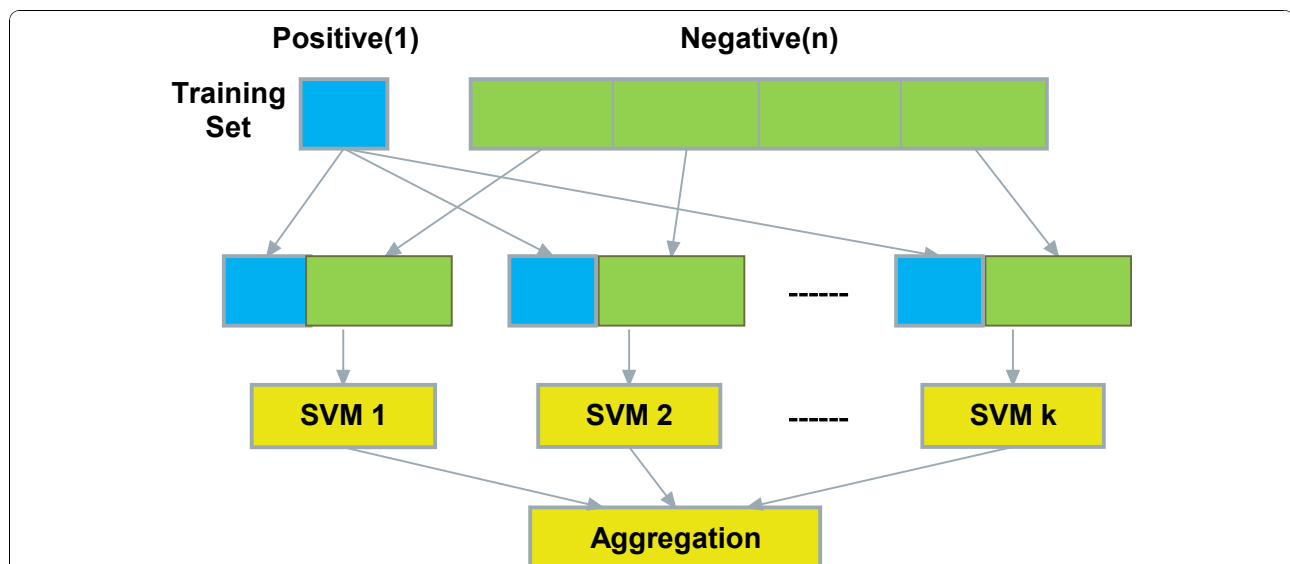 Positive(1) Negative(n)
Training
Set
------
SVM 1 SVM 2 ------ SVM k
Aggregation